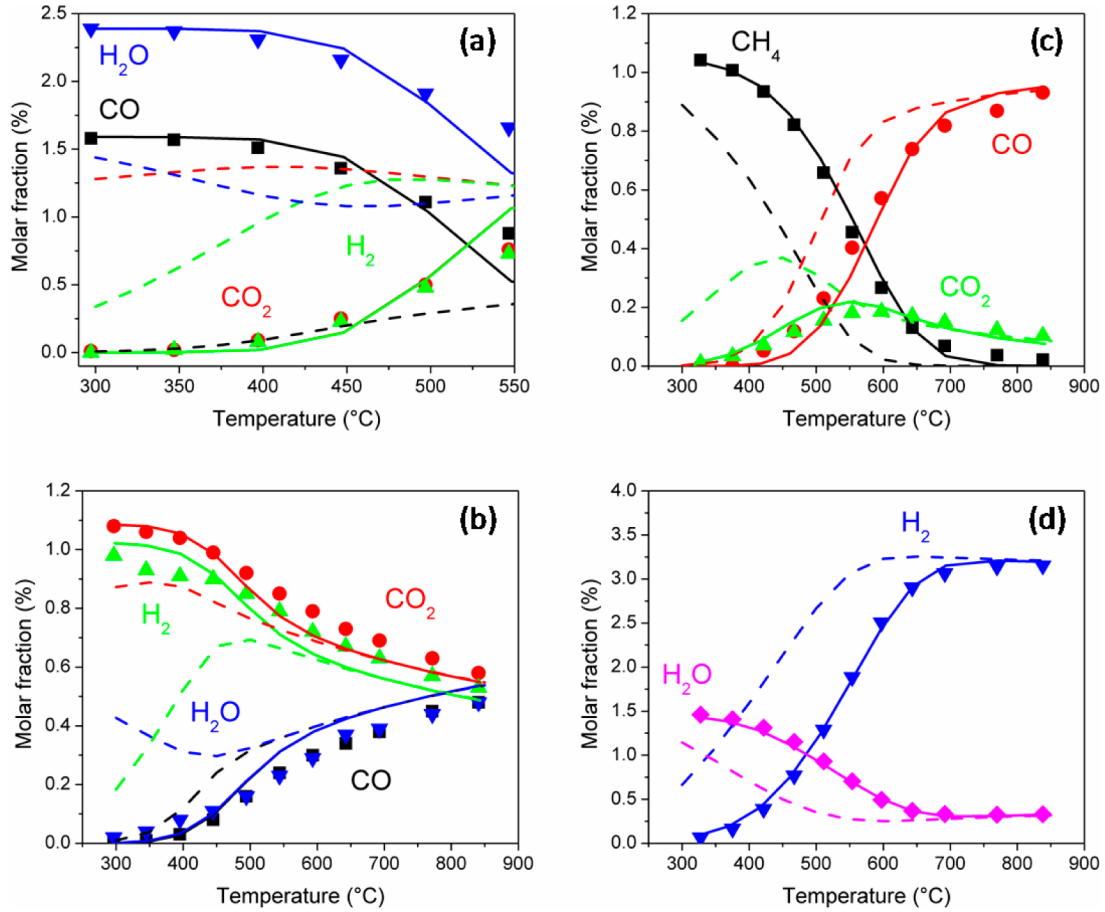 2.5
2.0
1.5
1.0
0.5
0.0
Molar fraction (%)
H₂O
CO
CO₂
H₂
(a)
300 350 400 450 500 550
Temperature (°C)
1.2
1.0
0.8
0.6
0.4
0.2
0.0
Molar fraction (%)
CH₄
CO
CO₂
(c)
300 400 500 600 700 800 900
Temperature (°C)
1.2
1.0
0.8
0.6
0.4
0.2
0.0
Molar fraction (%)
H₂
CO₂
H₂O
CO
(b)
300 400 500 600 700 800 900
Temperature (°C)
4.0
3.5
3.0
2.5
2.0
1.5
1.0
0.5
0.0
Molar fraction (%)
H₂
H₂O
(d)
300 400 500 600 700 800 900
Temperature (°C)